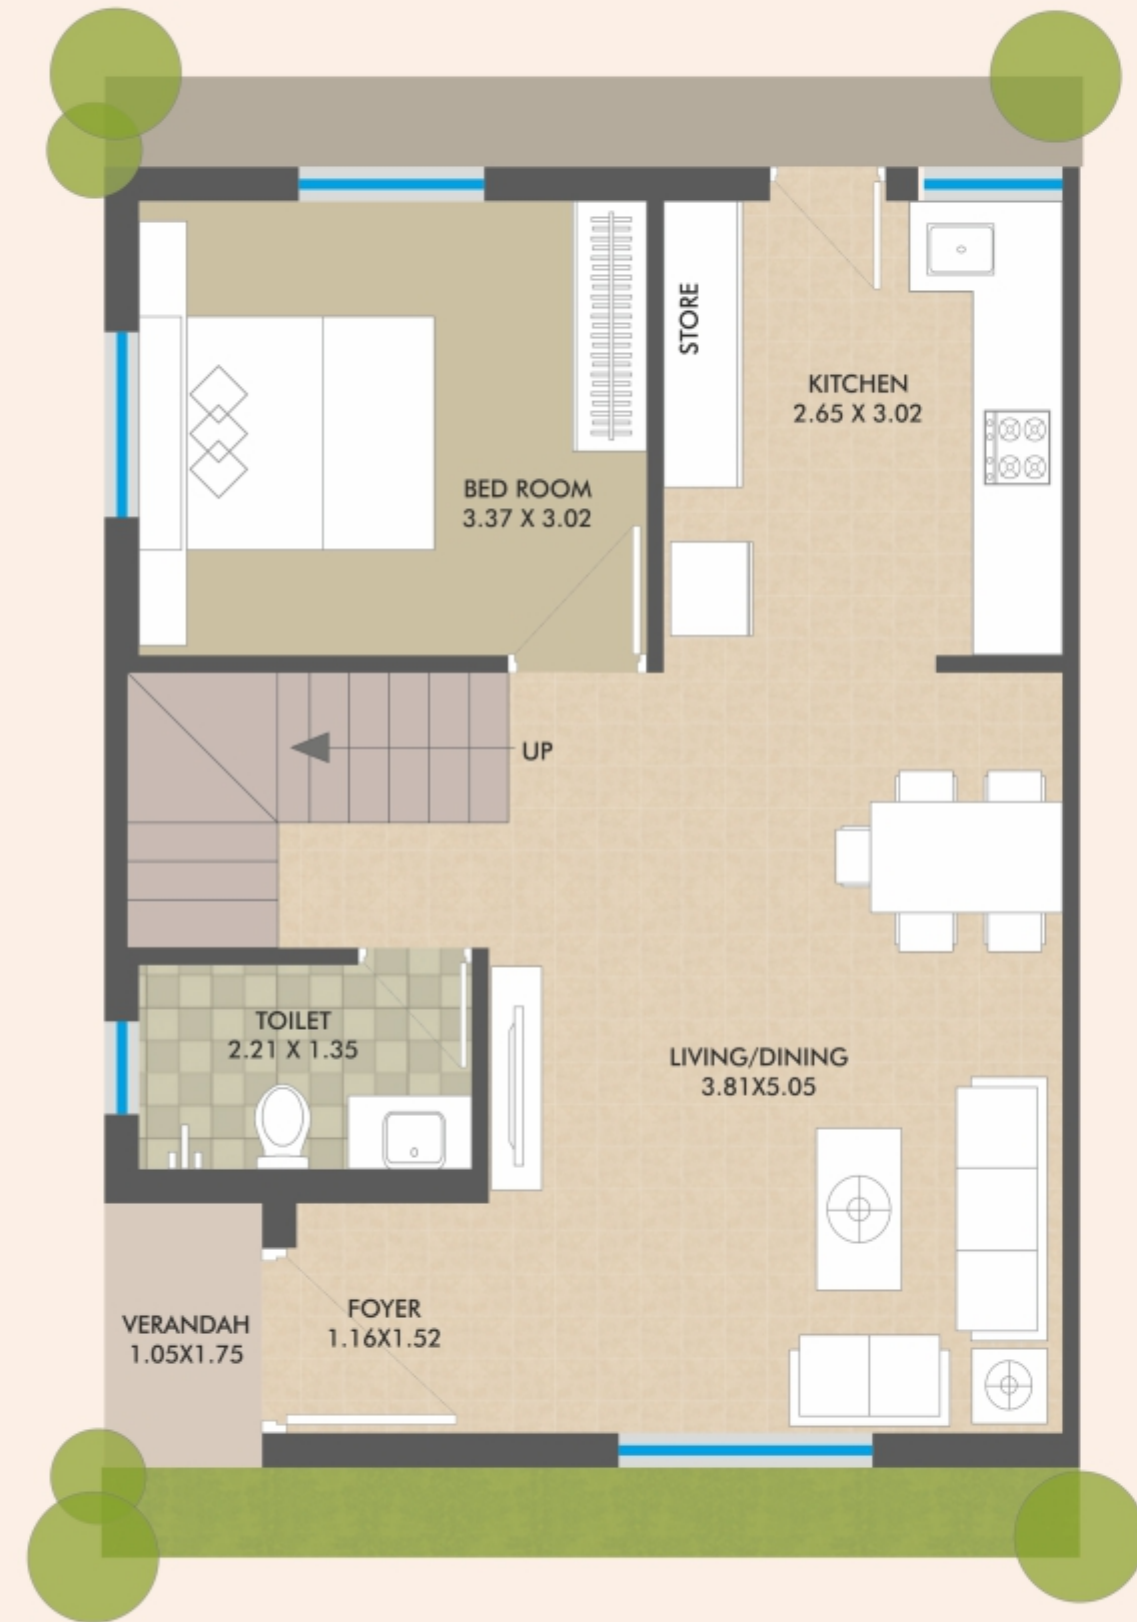 STORE
KITCHEN
2.65 X 3.02
BED ROOM
3.37 X 3.02
UP
TOILET
2.21 X 1.35
LIVING/DINING
3.81X5.05
FOYER
1.16X1.52
VERANDAH
1.05X1.75